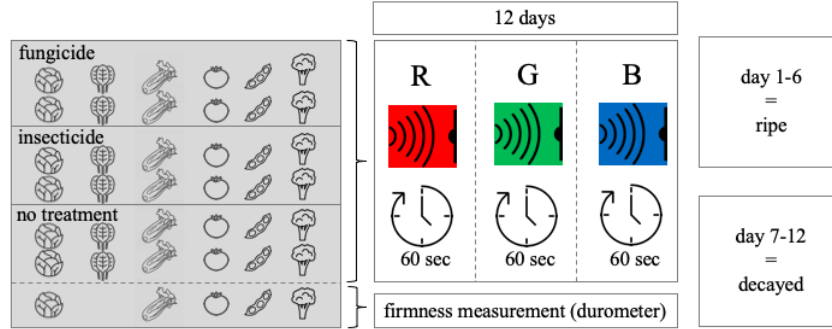 12 days
fungicide
insecticide
no treatment
R G B
60 sec 60 sec 60 sec
firmness measurement (durometer)
day 1-6
=
ripe
day 7-12
=
decayed